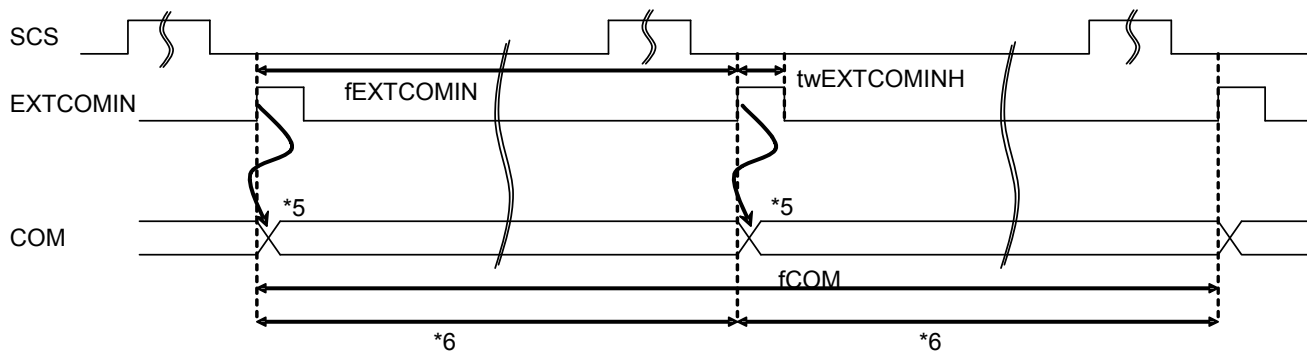 SCS
twEXTCOMINH
fEXTCOMIN
EXTCOMIN
*5
*5
COM
fCOM
*6
*6